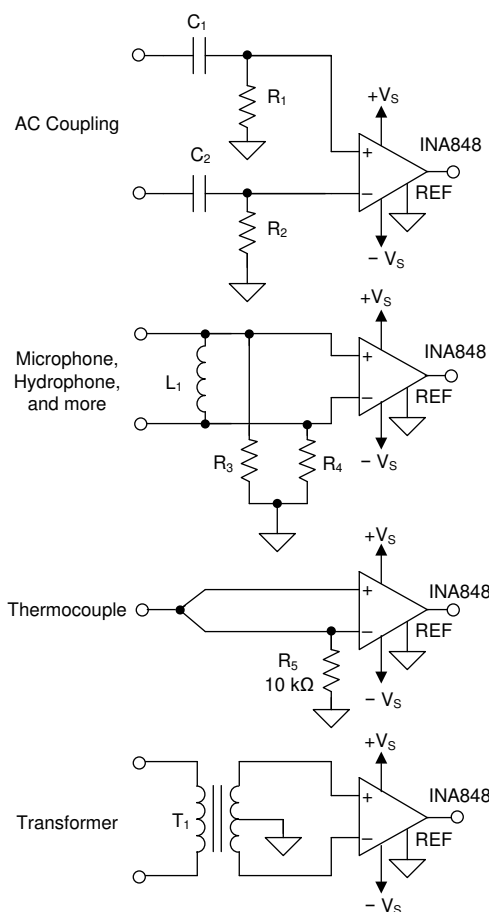 C1
R1
+VS
INA848
AC Coupling
+
C2
−
REF
R2
− VS
+VS
INA848
Microphone,
Hydrophone,
and more
L1
+
−
REF
R3
R4
− VS
+VS
INA848
Thermocouple
+
−
REF
R5
10 kΩ
− VS
+VS
INA848
Transformer
T1
+
−
REF
− VS